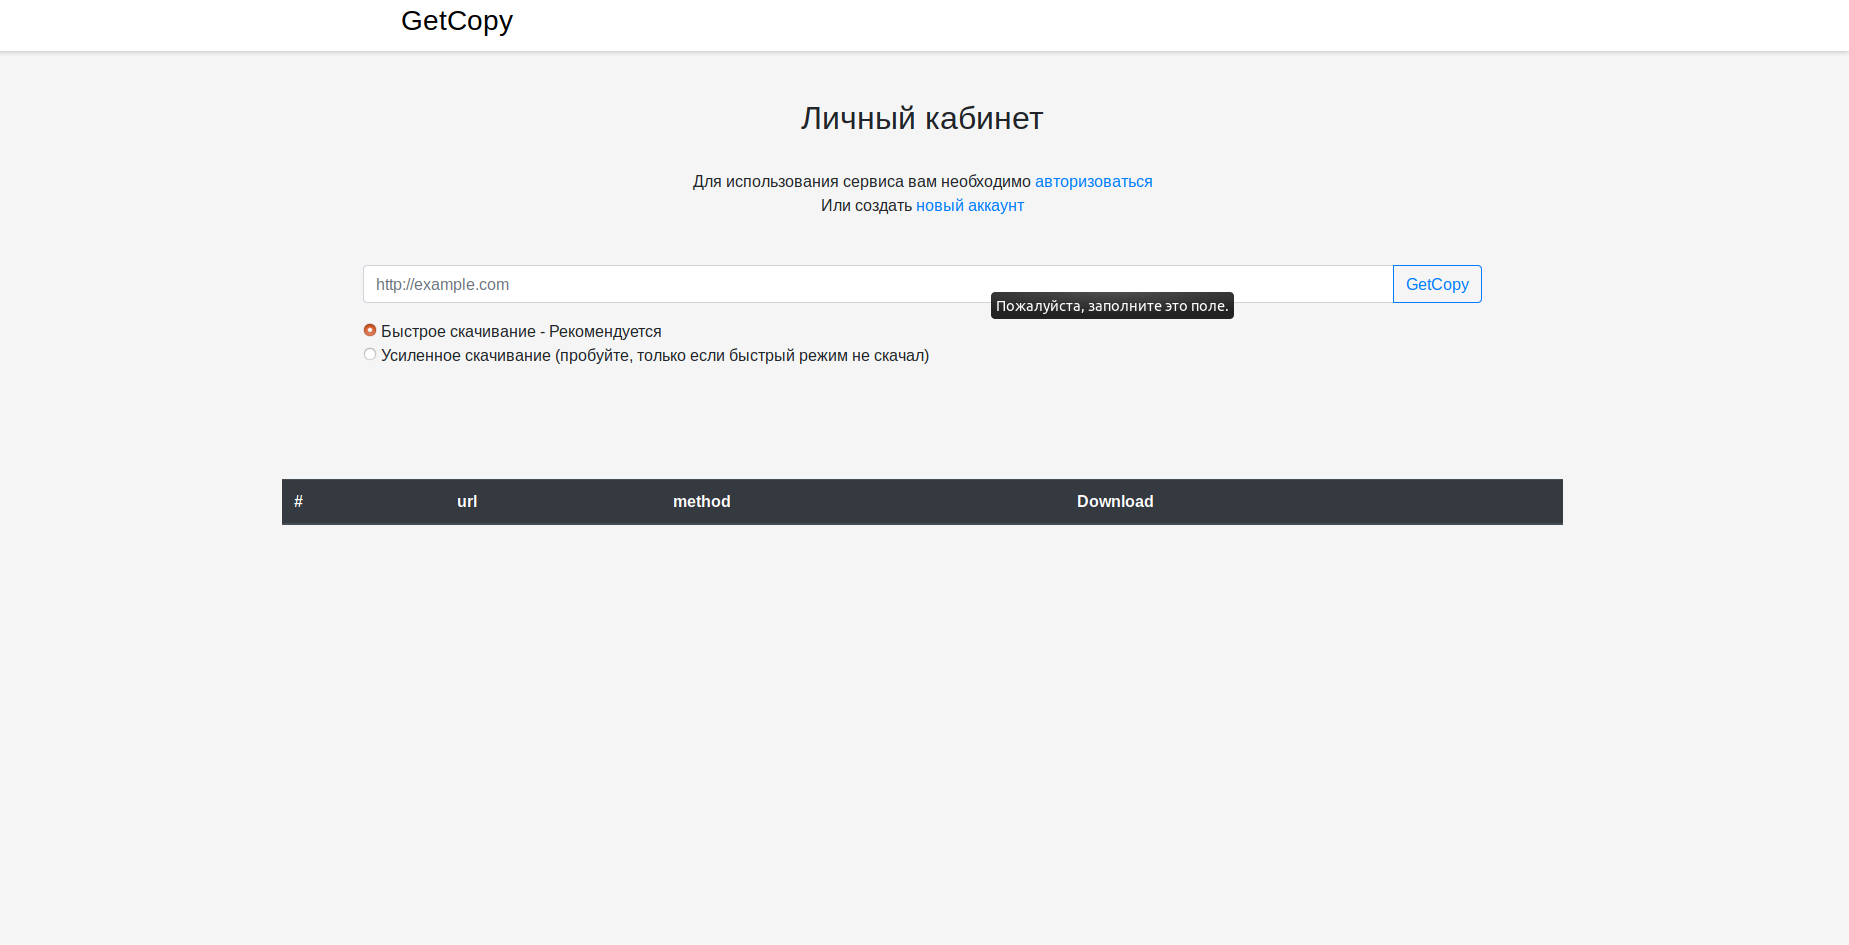 GetCopy
Личный кабинет
Для использования сервиса вам необходимо авторизоваться
Или создать новый аккаунт
http://example.com GetCopy
Пожалуйста, заполните это поле.
Быстрое скачивание - Рекомендуется
Усиленное скачивание (пробуйте, только если быстрый режим не скачал)
# url method Download